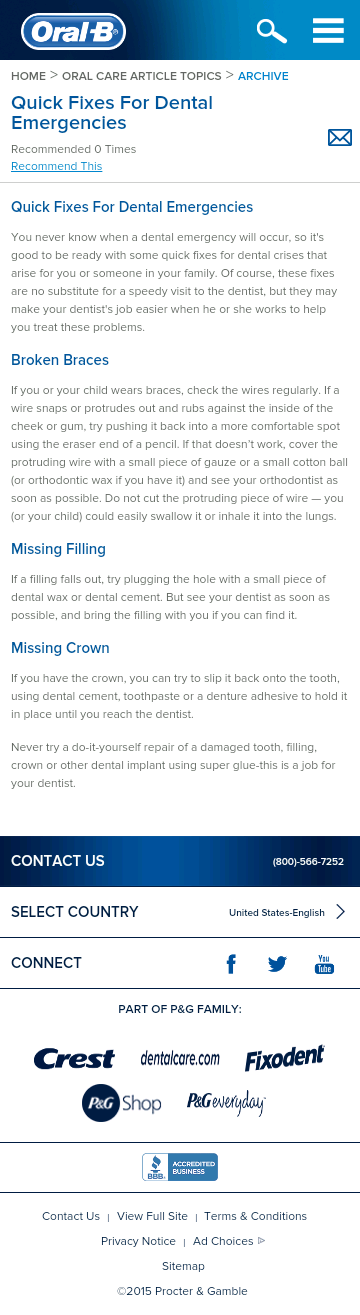 Oral-B®
HOME > ORAL CARE ARTICLE TOPICS > ARCHIVE
Quick Fixes For Dental
Emergencies
Recommended 0 Times
Recommend This
Quick Fixes For Dental Emergencies
You never know when a dental emergency will occur, so it's
good to be ready with some quick fixes for dental crises that
arise for you or someone in your family. Of course, these fixes
are no substitute for a speedy visit to the dentist, but they may
make your dentist's job easier when he or she works to help
you treat these problems.
Broken Braces
If you or your child wears braces, check the wires regularly. If a
wire snaps or protrudes out and rubs against the inside of the
cheek or gum, try pushing it back into a more comfortable spot
using the eraser end of a pencil. If that doesn't work, cover the
protruding wire with a small piece of gauze or a small cotton ball
(or orthodontic wax if you have it) and see your orthodontist as
soon as possible. Do not cut the protruding piece of wire — you
(or your child) could easily swallow it or inhale it into the lungs.
Missing Filling
If a filling falls out, try plugging the hole with a small piece of
dental wax or dental cement. But see your dentist as soon as
possible, and bring the filling with you if you can find it.
Missing Crown
If you have the crown, you can try to slip it back onto the tooth,
using dental cement, toothpaste or a denture adhesive to hold it
in place until you reach the dentist.
Never try a do-it-yourself repair of a damaged tooth, filling,
crown or other dental implant using super glue-this is a job for
your dentist.
CONTACT US (800)-566-7252
SELECT COUNTRY United States-English
CONNECT You Tube
PART OF P&G FAMILY:
Crest dentalcare.com Fixodent
P&G Shop P&G everyday
BBB ACCREDITED BUSINESS
Contact Us | View Full Site | Terms & Conditions
Privacy Notice | Ad Choices
Sitemap
©2015 Procter & Gamble